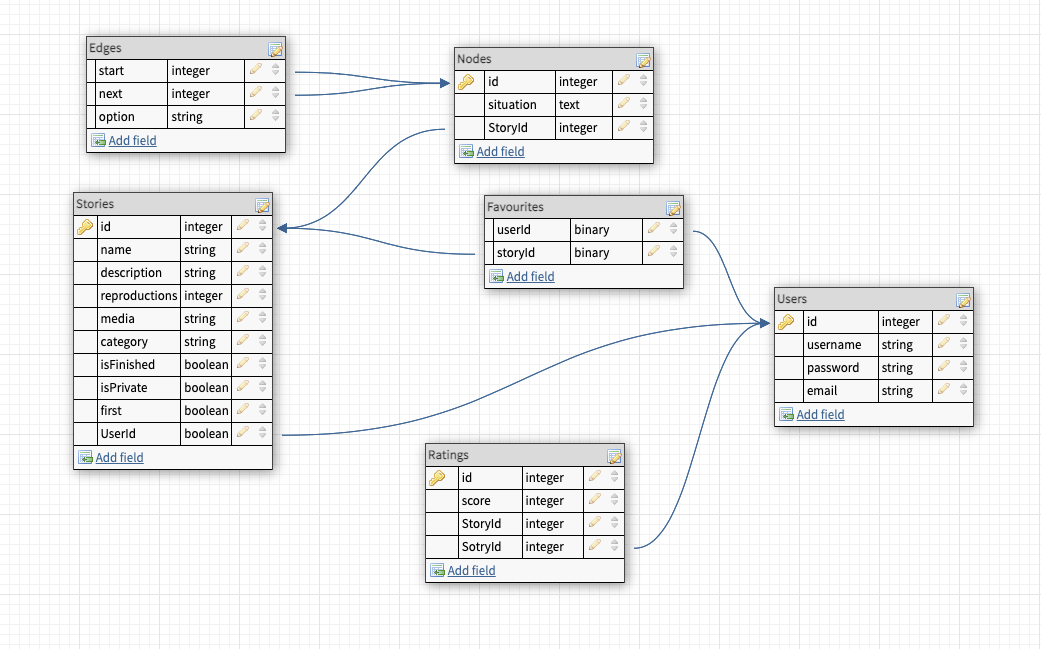 Edges
start integer
next integer
option string
Add field
Nodes
id integer
situation text
StoryId integer
Add field
Stories
id integer
name string
description string
reproductions integer
media string
category string
isFinished boolean
isPrivate boolean
first boolean
UserId boolean
Add field
Favourites
userId binary
storyId binary
Add field
Users
id integer
username string
password string
email string
Add field
Ratings
id integer
score integer
StoryId integer
SotryId integer
Add field